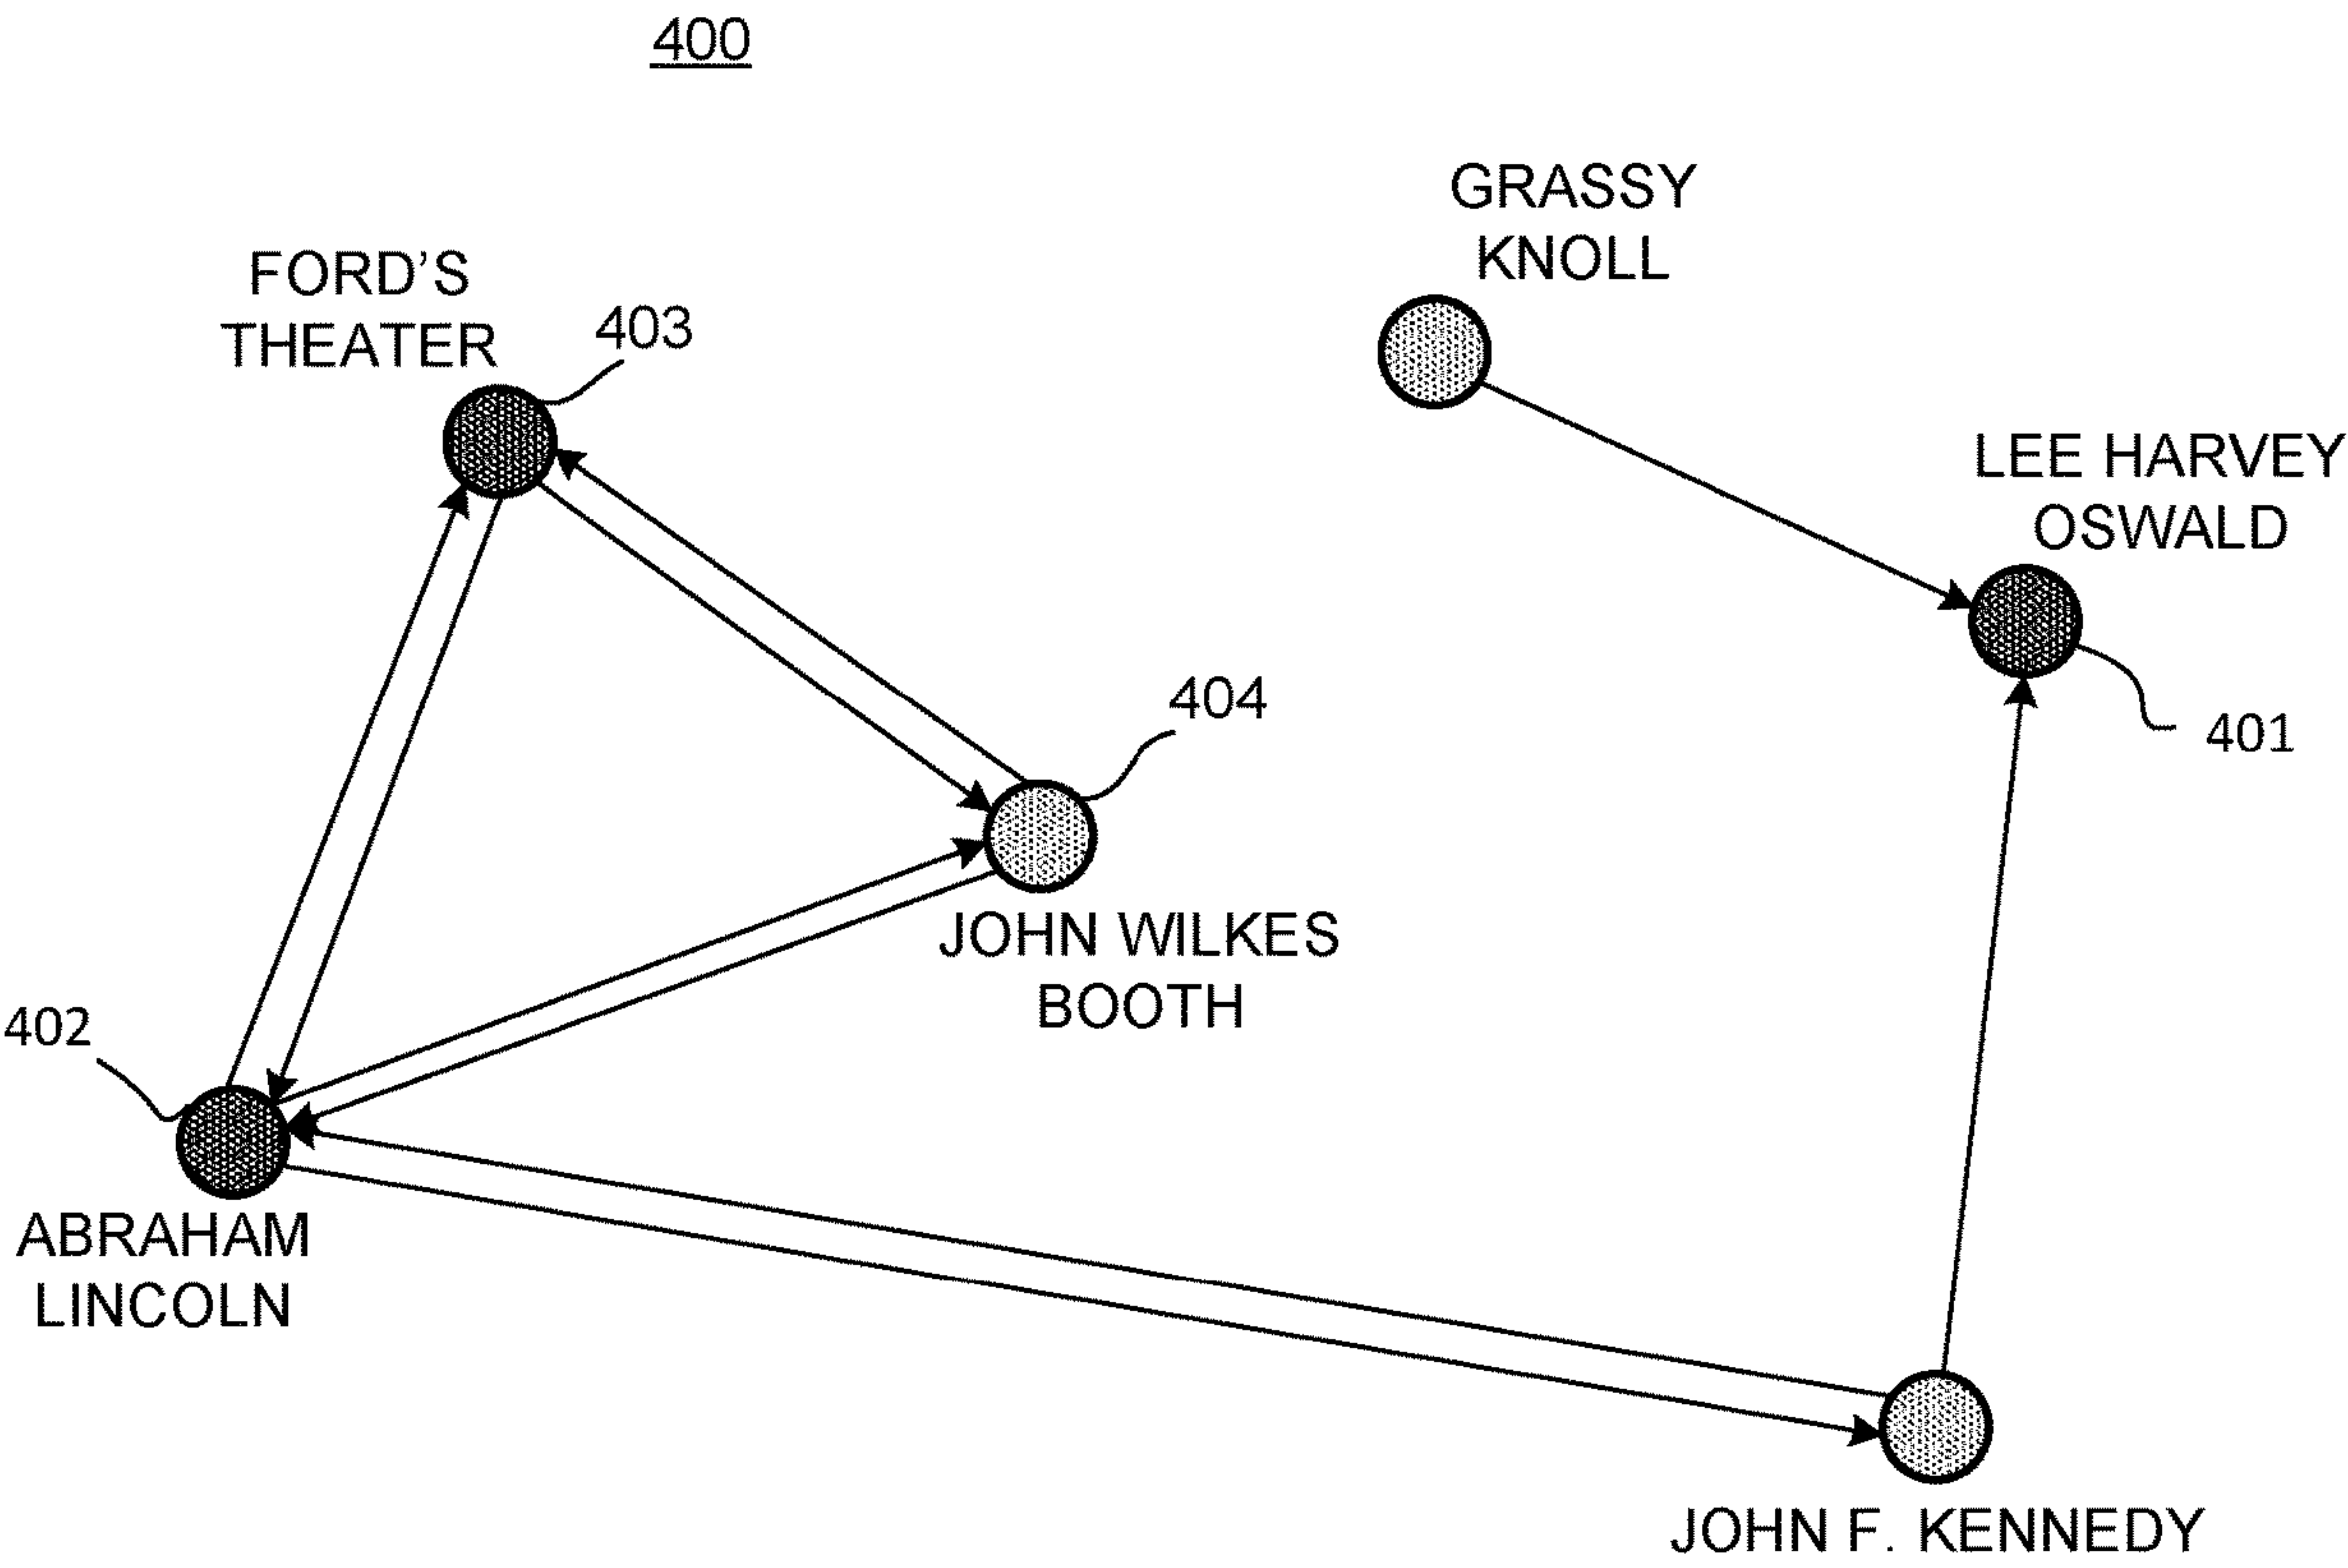 400
GRASSY
KNOLL
FORD'S
THEATER
403
LEE HARVEY
OSWALD
404
401
JOHN WILKES
BOOTH
402
ABRAHAM
LINCOLN
JOHN F. KENNEDY